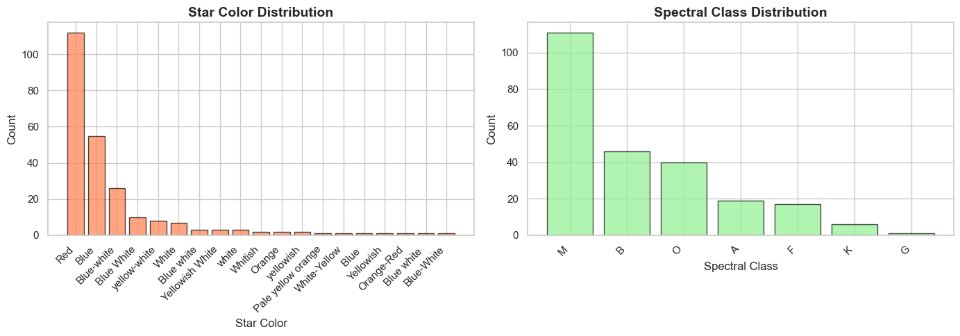 Star Color Distribution
Count
100
80
60
40
20
0
Red
Blue
Blue-white
Blue White
yellow-white
White
Blue white
Yellowish White
white
Whitish
Orange
yellowish
Pale yellow orange
White-Yellow
Blue
Yellowish
Orange-Red
Blue white
Blue-White
Star Color
Spectral Class Distribution
Count
100
80
60
40
20
0
M
B
O
A
F
K
G
Spectral Class